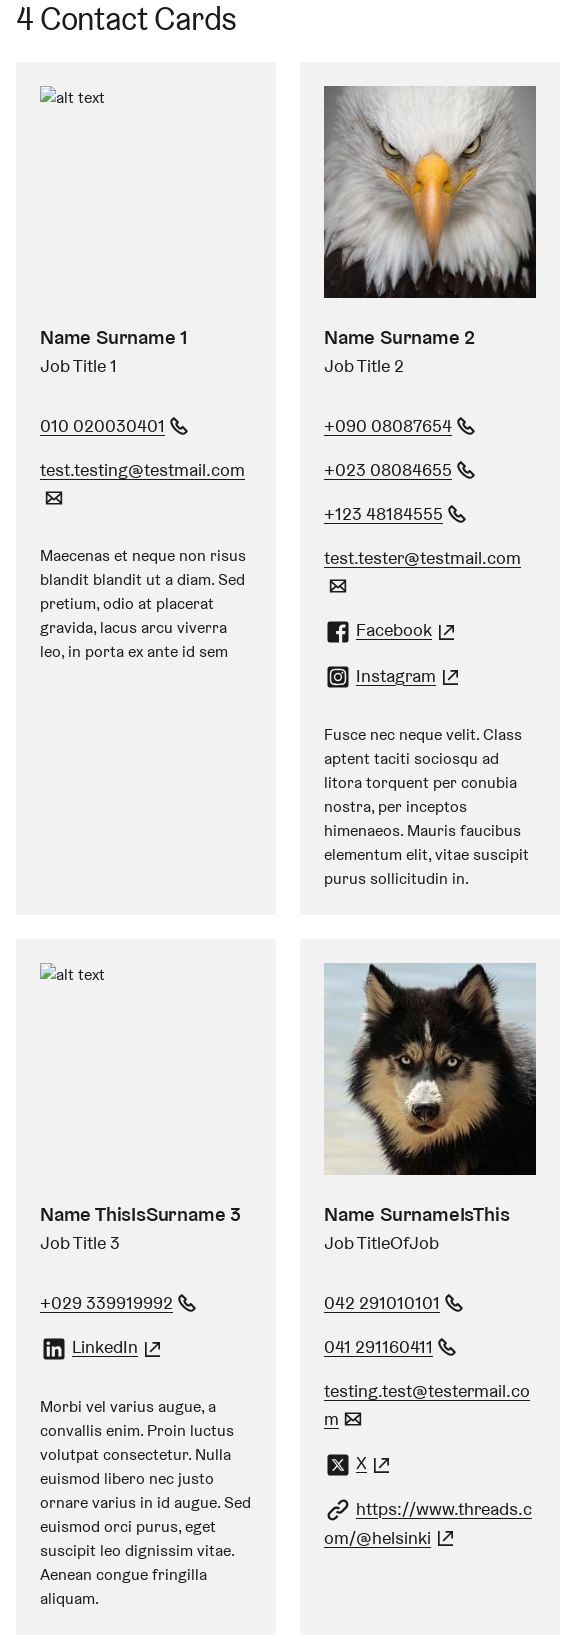 4 Contact Cards
alt text
Name Surname 1
Job Title 1
010 020030401
test.testing@testmail.com
Maecenas et neque non risus
blandit blandit ut a diam. Sed
pretium, odio at placerat
gravida, lacus arcu viverra
leo, in porta ex ante id sem
Name Surname 2
Job Title 2
+090 08087654
+023 08084655
+123 48184555
test.tester@testmail.com
Facebook
Instagram
Fusce nec neque velit. Class
aptent taciti sociosqu ad
litora torquent per conubia
nostra, per inceptos
himenaeos. Mauris faucibus
elementum elit, vitae suscipit
purus sollicitudin in.
alt text
Name ThisIsSurname 3
Job Title 3
+029 339919992
LinkedIn
Morbi vel varius augue, a
convallis enim. Proin luctus
volutpat consectetur. Nulla
euismod libero nec justo
ornare varius in id augue. Sed
euismod orci purus, eget
suscipit leo dignissim vitae.
Aenean congue fringilla
aliquam.
Name SurnameIsThis
Job TitleOfJob
042 291010101
041 291160411
testing.test@testermail.co
m
X
https://www.threads.c
om/@helsinki